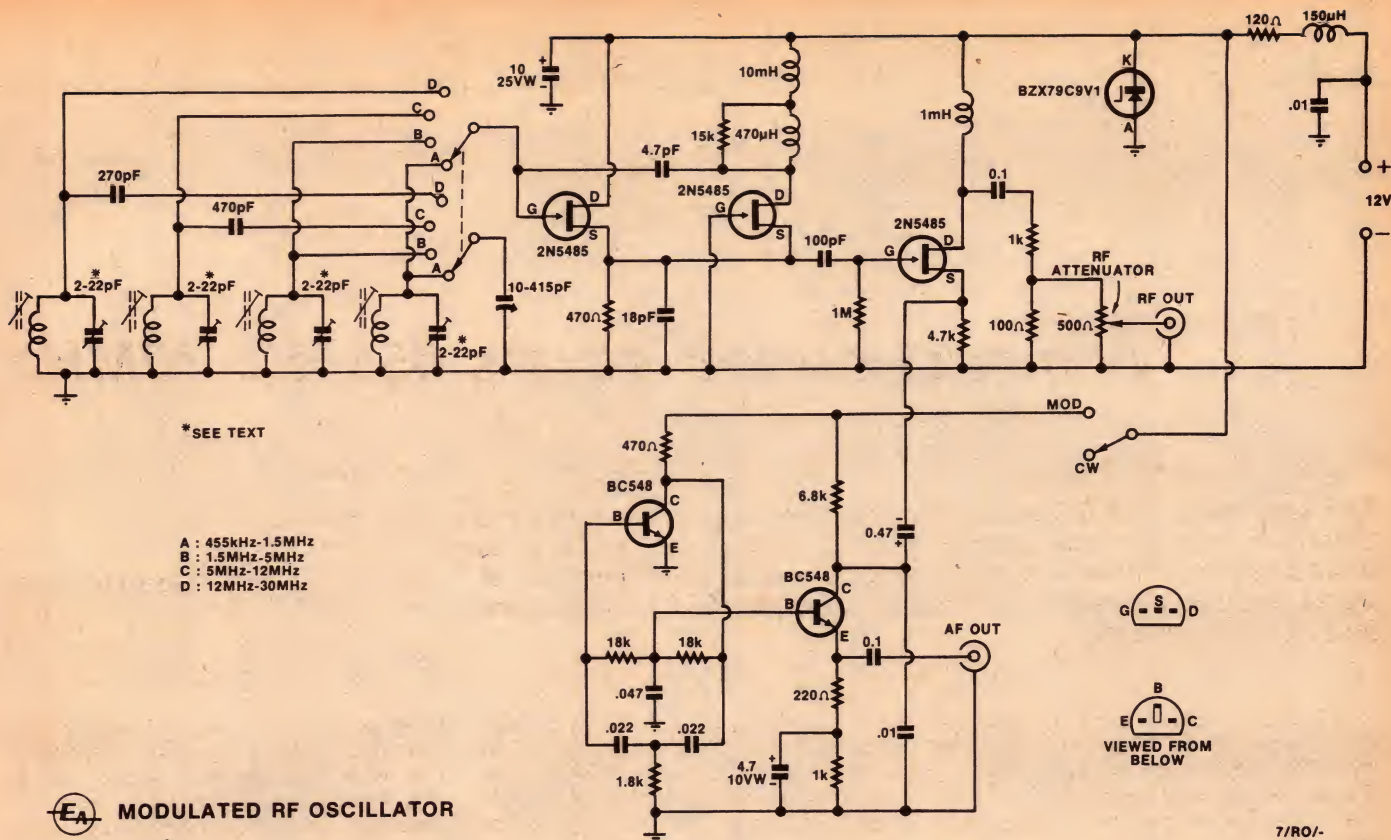 120Ω
150µH
10
25VW
+
-
10mH
K
BZX79C9V1
A
.01
D
C
B
A
15k
470µH
1mH
4.7pF
270pF
D
470pF
C
B
A
G
D
S
2N5485
2N5485
G
D
S
0.1
+
12V
-
100pF
G
D
S
2N5485
1k
RF
ATTENUATOR
RF OUT
* 2-22pF
* 2-22pF
* 2-22pF
* 2-22pF
10-415pF
470Ω
18pF
1M
4.7k
100Ω
500Ω
*SEE TEXT
MOD
CW
470Ω
BC548
B
C
E
6.8k
-
0.47
+
A : 455kHz-1.5MHz
B : 1.5MHz-5MHz
C : 5MHz-12MHz
D : 12MHz-30MHz
BC548
B
C
E
18k
18k
.047
0.1
AF OUT
220Ω
.022
.022
.01
1.8k
4.7
10VW
+
-
1k
G
S
D
B
E
C
VIEWED FROM
BELOW
EA MODULATED RF OSCILLATOR
7/RO/-